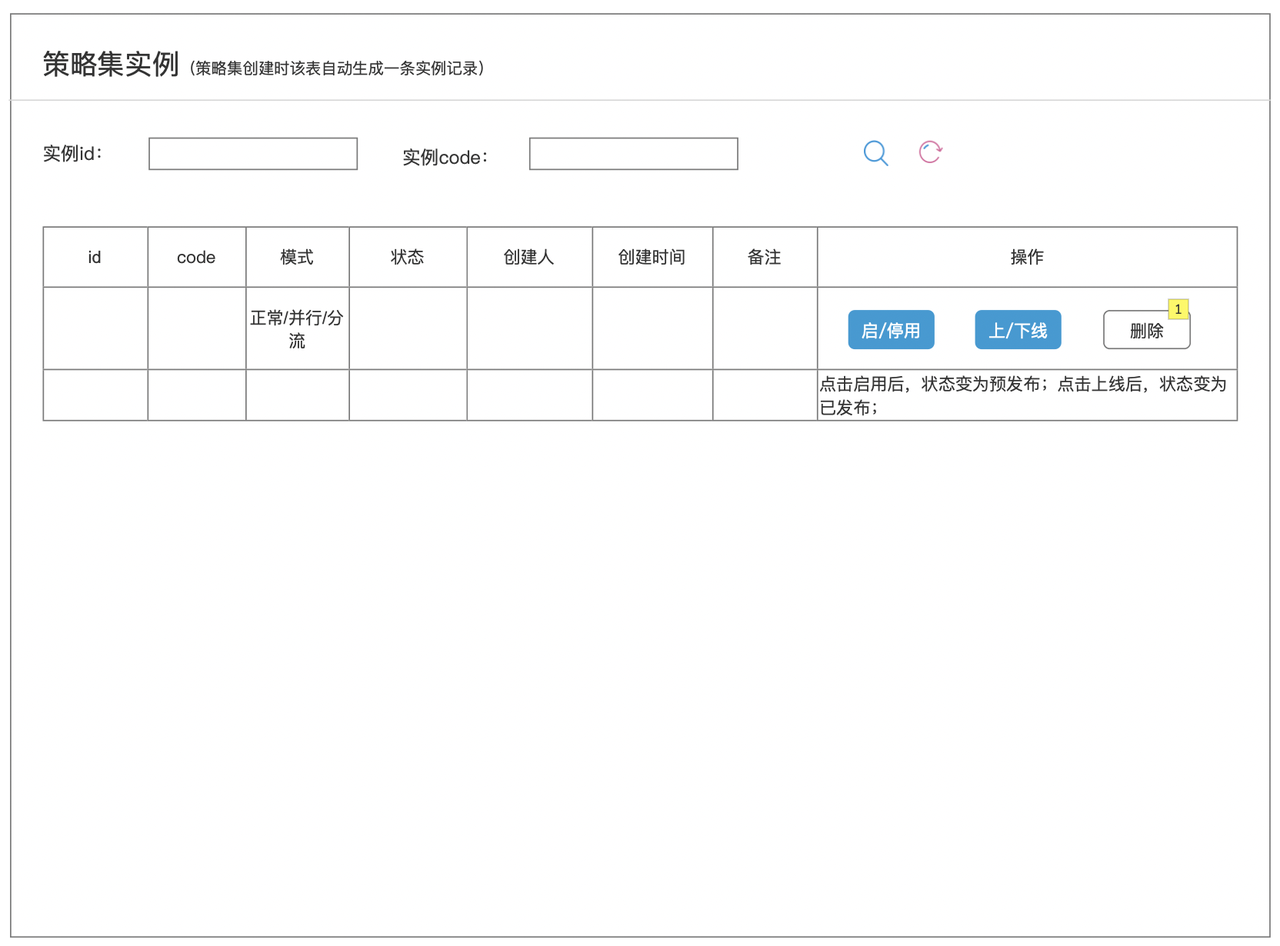 策略集实例（策略集创建时该表自动生成一条实例记录）
实例id： 实例code：
id code 模式 状态 创建人 创建时间 备注 操作
正常/并行/分
流
启/停用 上/下线 删除 1
点击启用后，状态变为预发布；点击上线后，状态变为
已发布；